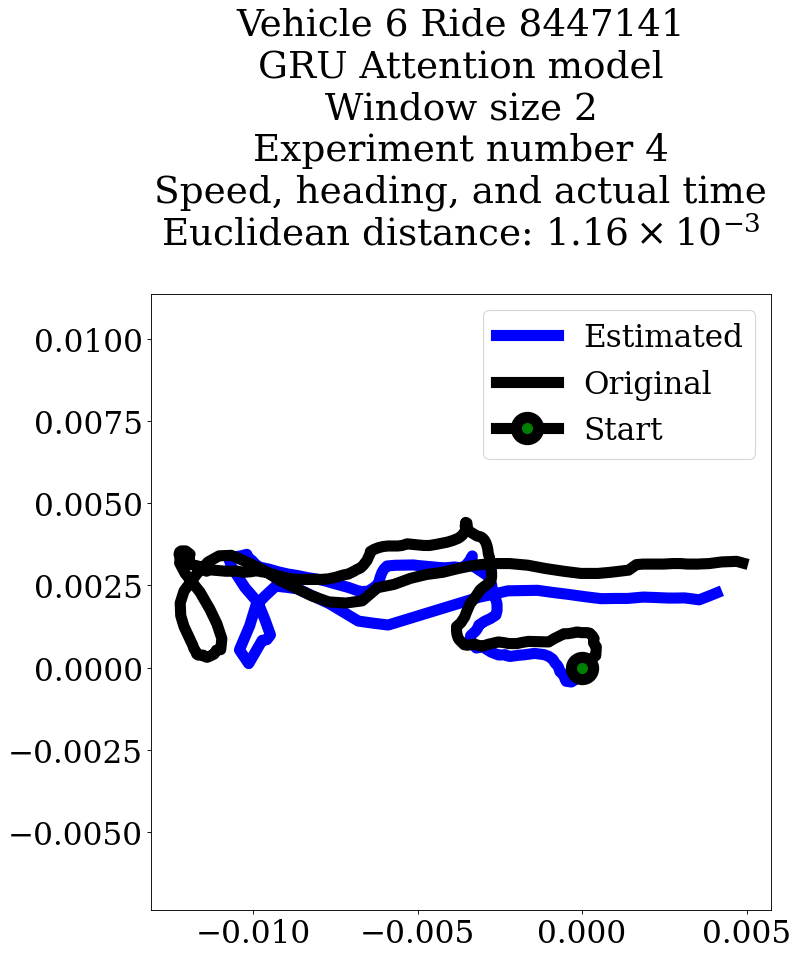 Vehicle 6 Ride 8447141
GRU Attention model
Window size 2
Experiment number 4
Speed, heading, and actual time
Euclidean distance: 1.16 × 10⁻³
Estimated
Original
Start
0.0100
0.0075
0.0050
0.0025
0.0000
−0.0025
−0.0050
−0.010 −0.005 0.000 0.005